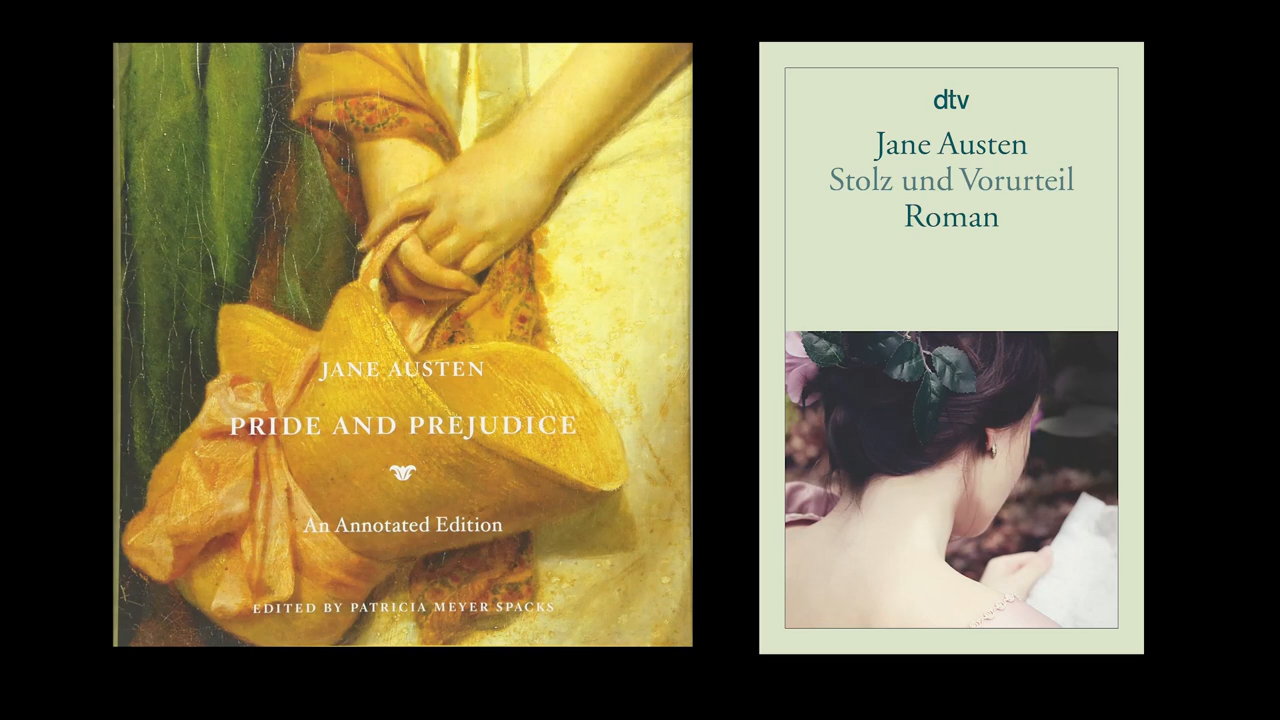 JANE AUSTEN
PRIDE AND PREJUDICE
An Annotated Edition
EDITED BY PATRICIA MEYER SPACKS
dtv
Jane Austen
Stolz und Vorurteil
Roman